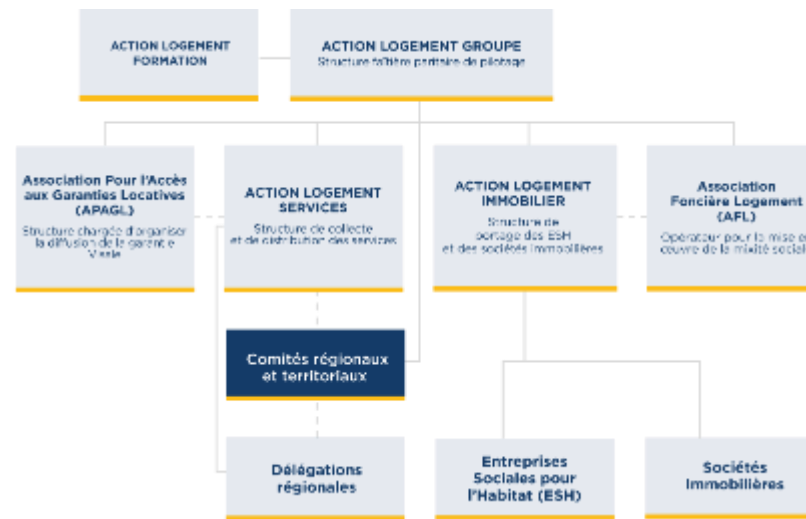 ACTION LOGEMENT
FORMATION
ACTION LOGEMENT GROUPE
Structure faîtière paritaire de pilotage
Association Pour l'Accès
aux Garanties Locatives
(APAGL)
Structure chargée d'organiser
la diffusion de la garantie
Visale
ACTION LOGEMENT
SERVICES
Structure de collecte
et de distribution des services
ACTION LOGEMENT
IMMOBILIER
Structure de
portage des ESH
et des sociétés immobilières
Association
Foncière Logement
(AFL)
Opérateur pour la mise en
œuvre de la mixité social
Comités régionaux
et territoriaux
Délégations
régionales
Entreprises
Sociales pour
l'Habitat (ESH)
Sociétés
Immobilières